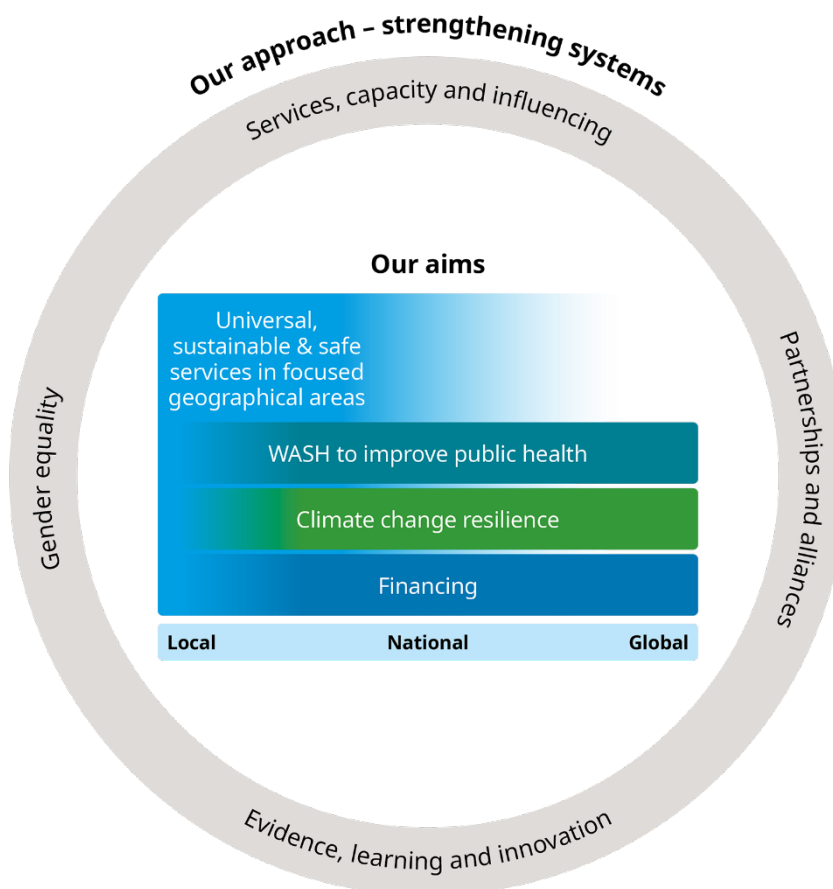 Our approach – strengthening systems
Services, capacity and influencing
Our aims
Universal,
sustainable & safe
services in focused
geographical areas
WASH to improve public health
Climate change resilience
Financing
Local National Global
Gender equality
Partnerships and alliances
Evidence, learning and innovation